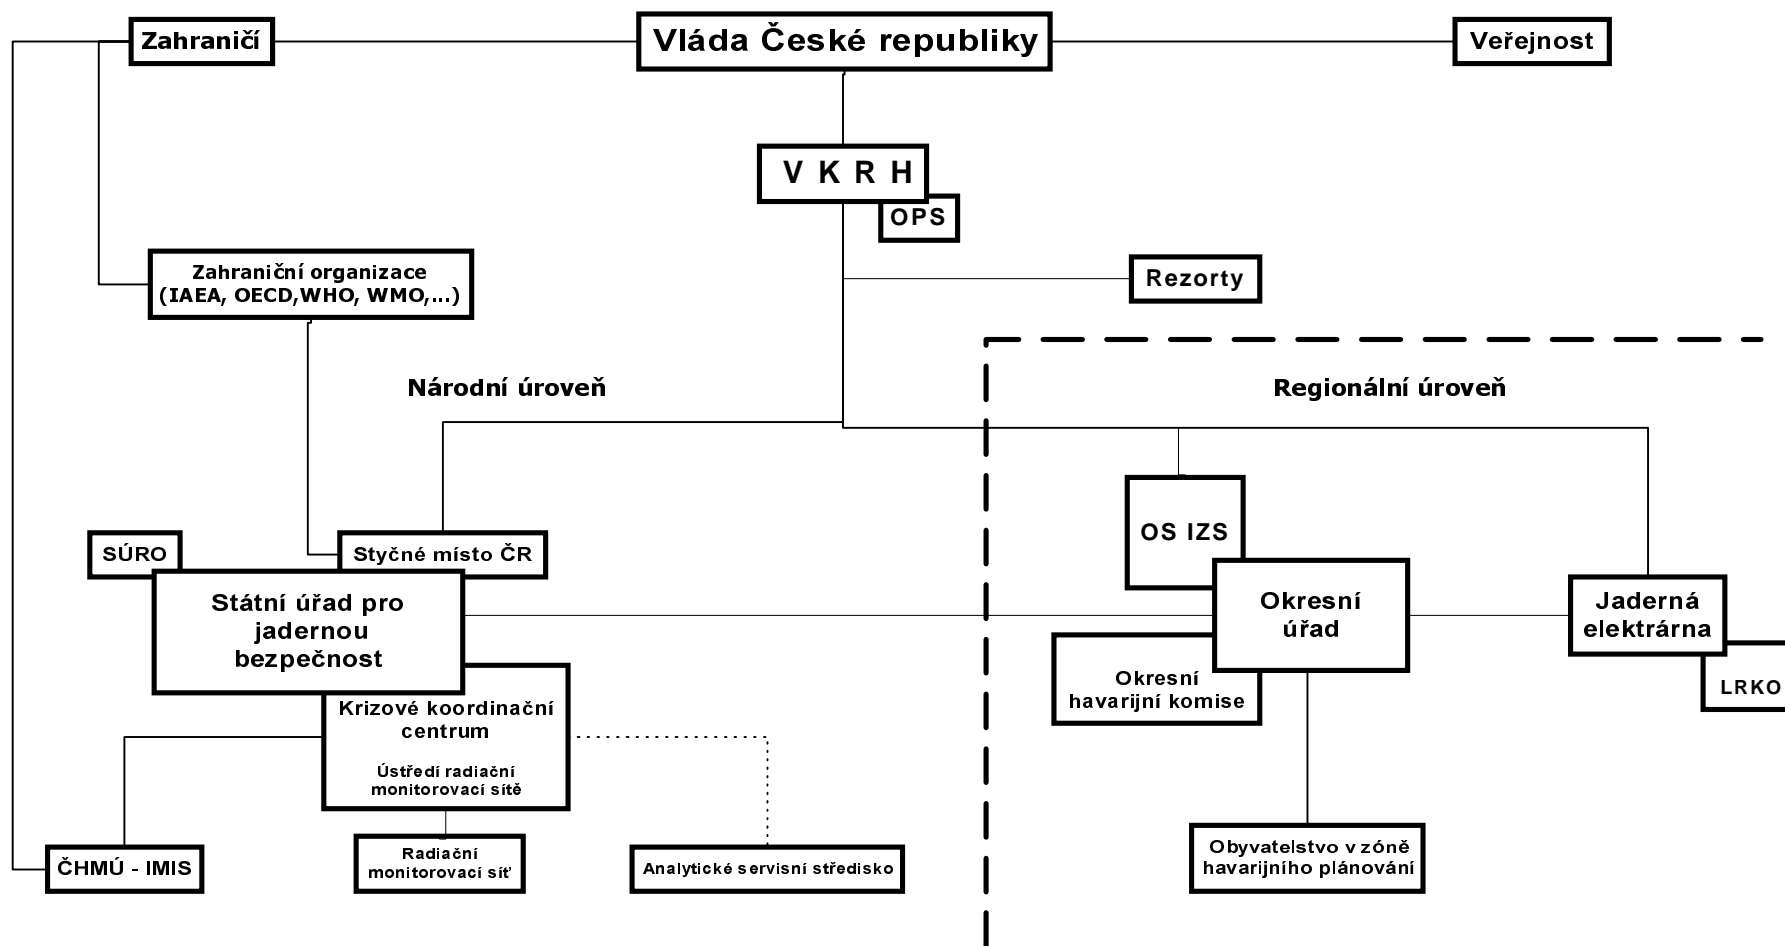 Zahraničí
Vláda České republiky
Veřejnost
V K R H
OPS
Zahraniční organizace
(IAEA, OECD,WHO, WMO,...)
Rezorty
Národní úroveň
Regionální úroveň
SÚRO
Styčné místo ČR
OS IZS
Státní úřad pro
jadernou
bezpečnost
Okresní
úřad
Jaderná
elektrárna
Okresní
havarijní komise
LRKO
Krizové koordinační
centrum
Ústředí radiační
monitorovací sítě
ČHMÚ - IMIS
Radiační
monitorovací síť
Analytické servisní středisko
Obyvatelstvo v zóně
havarijního plánování